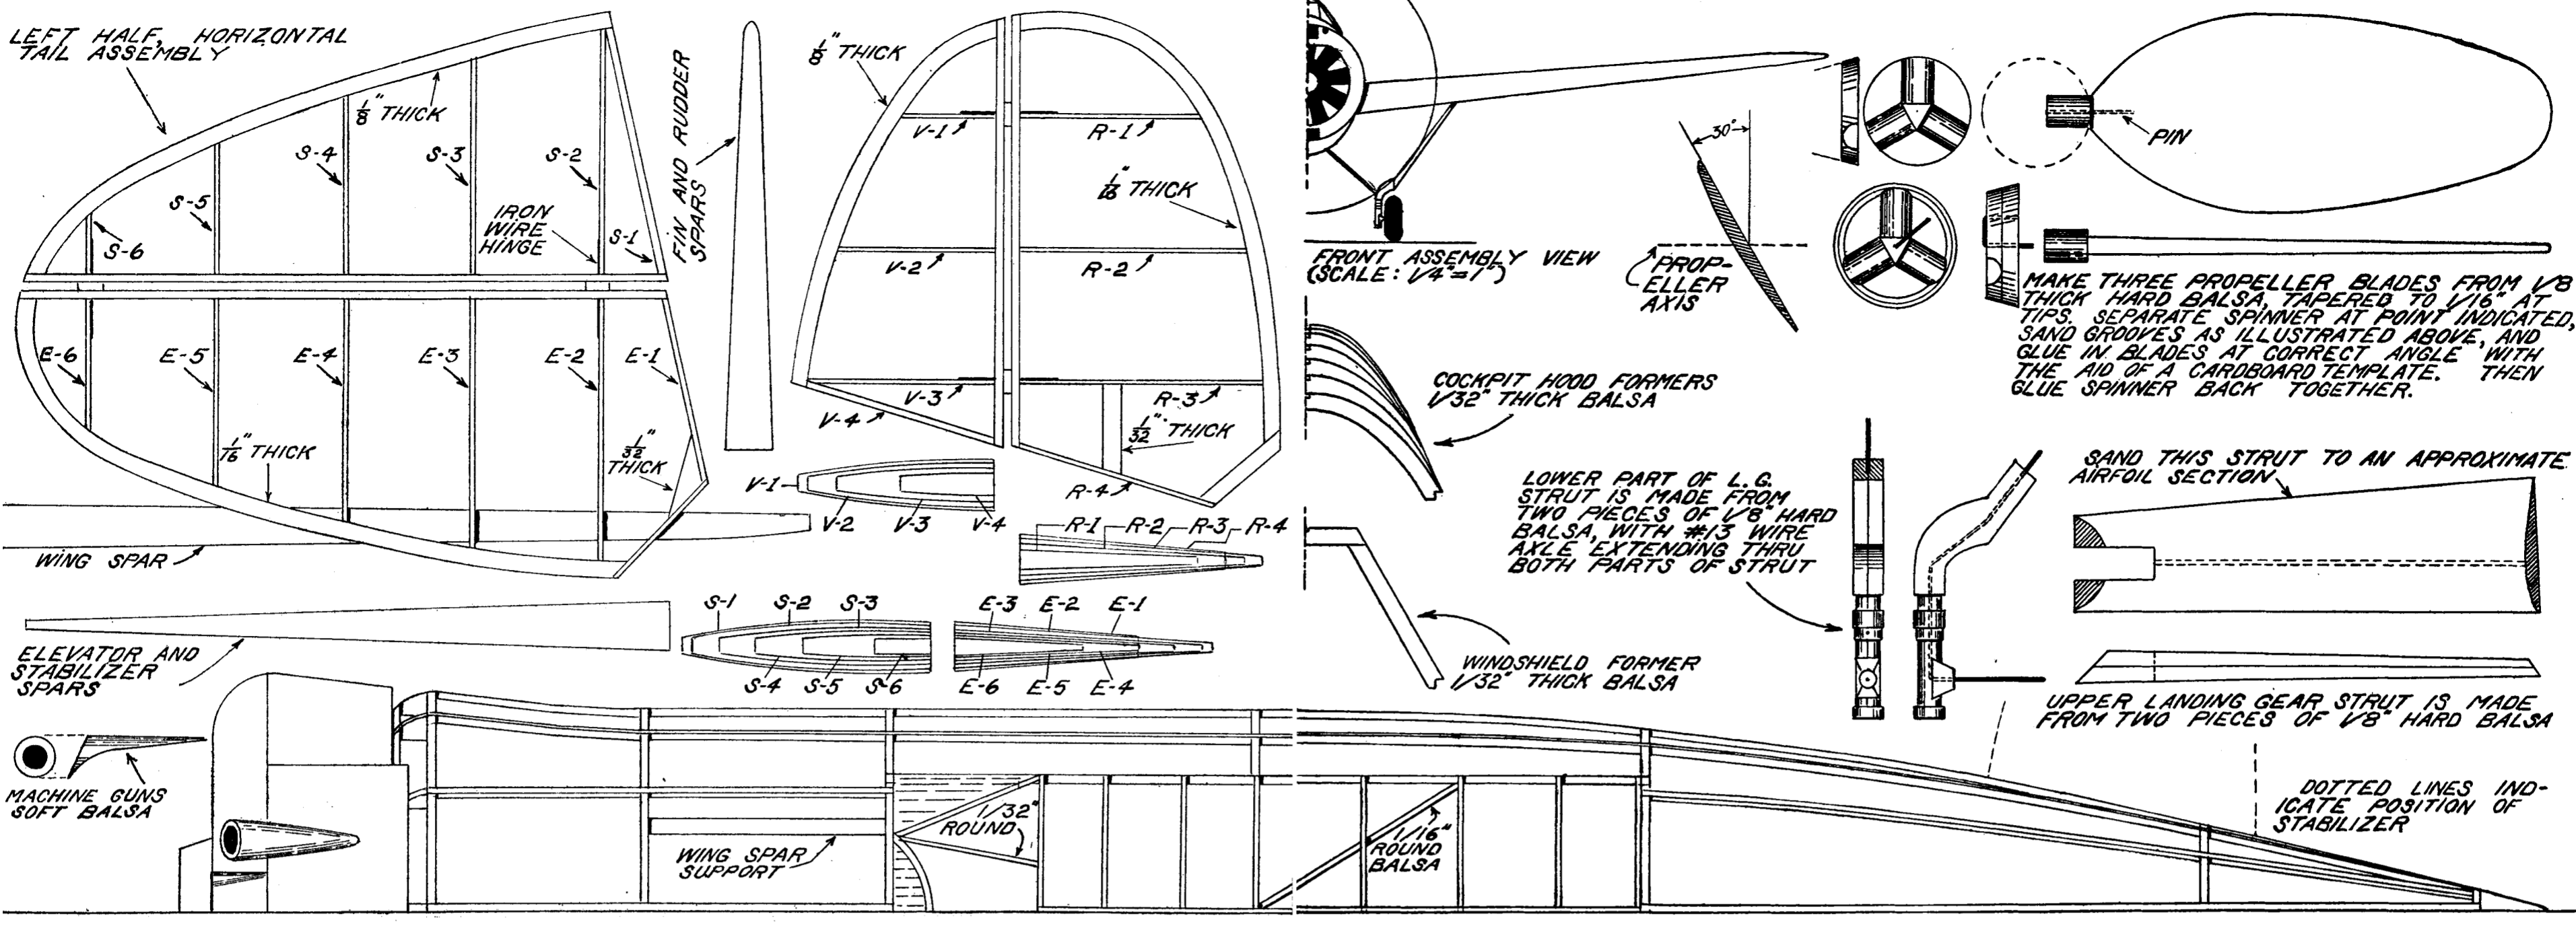 LEFT HALF, HORIZONTAL
TAIL ASSEMBLY
1/8" THICK
S-4
S-3
S-2
S-5
IRON
WIRE
HINGE
S-1
S-6
E-6
E-5
E-4
E-3
E-2
E-1
1/16" THICK
1/32"
THICK
WING SPAR
FIN AND RUDDER
SPARS
1/8" THICK
V-1
R-1
1/16" THICK
V-2
R-2
V-3
R-3
V-4
1/32" THICK
R-4
V-1
V-2
V-3
V-4
R-1
R-2
R-3
R-4
ELEVATOR AND
STABILIZER
SPARS
S-1
S-2
S-3
S-4
S-5
S-6
E-3
E-2
E-1
E-6
E-5
E-4
MACHINE GUNS
SOFT BALSA
WING SPAR
SUPPORT
1/32"
ROUND
FRONT ASSEMBLY VIEW
(SCALE: 1/4"=1")
30°
PROP-
ELLER
AXIS
PIN
MAKE THREE PROPELLER BLADES FROM 1/8"
THICK HARD BALSA, TAPERED TO 1/16" AT
TIPS. SEPARATE SPINNER AT POINT INDICATED,
SAND GROOVES AS ILLUSTRATED ABOVE, AND
GLUE IN BLADES AT CORRECT ANGLE WITH
THE AID OF A CARDBOARD TEMPLATE. THEN
GLUE SPINNER BACK TOGETHER.
COCKPIT HOOD FORMERS
1/32" THICK BALSA
LOWER PART OF L.G.
STRUT IS MADE FROM
TWO PIECES OF 1/8" HARD
BALSA, WITH #13 WIRE
AXLE EXTENDING THRU
BOTH PARTS OF STRUT
SAND THIS STRUT TO AN APPROXIMATE
AIRFOIL SECTION
WINDSHIELD FORMER
1/32" THICK BALSA
UPPER LANDING GEAR STRUT IS MADE
FROM TWO PIECES OF 1/8" HARD BALSA
1/16"
ROUND
BALSA
DOTTED LINES IND-
ICATE POSITION OF
STABILIZER